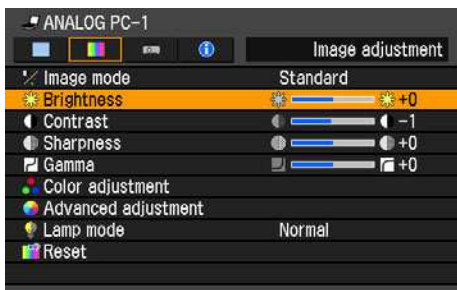 ANALOG PC-1
Image adjustment
Image mode Standard
Brightness +0
Contrast -1
Sharpness +0
Gamma +0
Color adjustment
Advanced adjustment
Lamp mode Normal
Reset